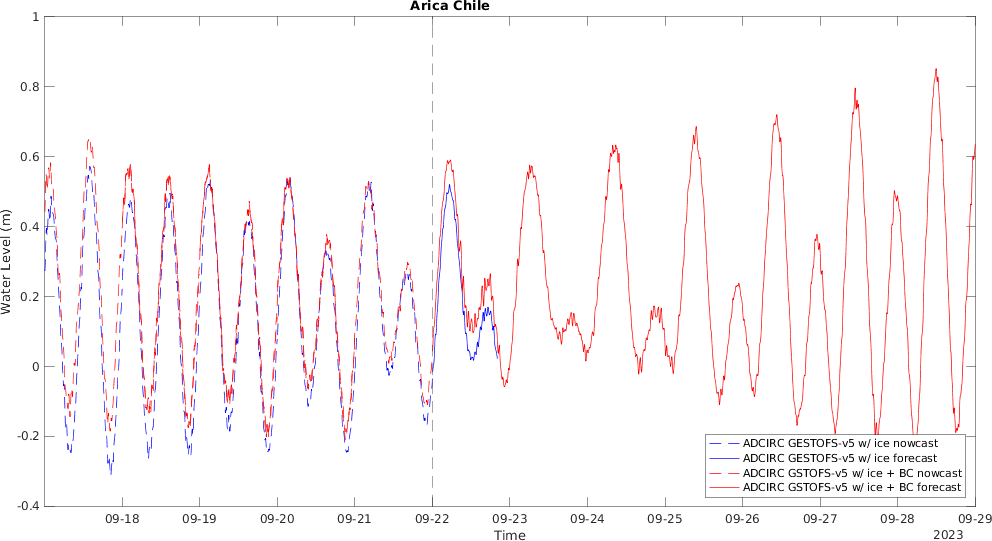 Arica Chile
1
0.8
0.6
0.4
0.2
0
-0.2
-0.4
Water Level (m)
09-18 09-19 09-20 09-21 09-22 09-23 09-24 09-25 09-26 09-27 09-28 09-29
Time
2023
ADCIRC GESTOFS-v5 w/ ice nowcast
ADCIRC GESTOFS-v5 w/ ice forecast
ADCIRC GSTOFS-v5 w/ ice + BC nowcast
ADCIRC GSTOFS-v5 w/ ice + BC forecast